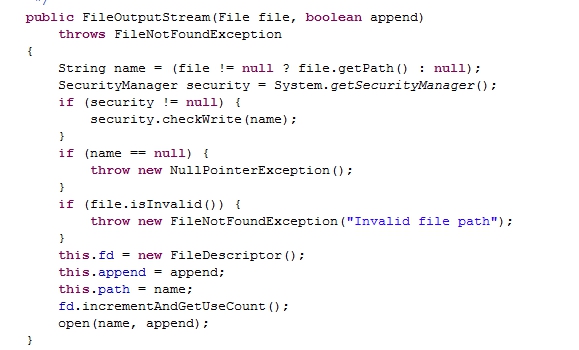 */
public FileOutputStream(File file, boolean append)
    throws FileNotFoundException
{
    String name = (file != null ? file.getPath() : null);
    SecurityManager security = System.getSecurityManager();
    if (security != null) {
        security.checkWrite(name);
    }
    if (name == null) {
        throw new NullPointerException();
    }
    if (file.isInvalid()) {
        throw new FileNotFoundException("Invalid file path");
    }
    this.fd = new FileDescriptor();
    this.append = append;
    this.path = name;
    fd.incrementAndGetUseCount();
    open(name, append);
}